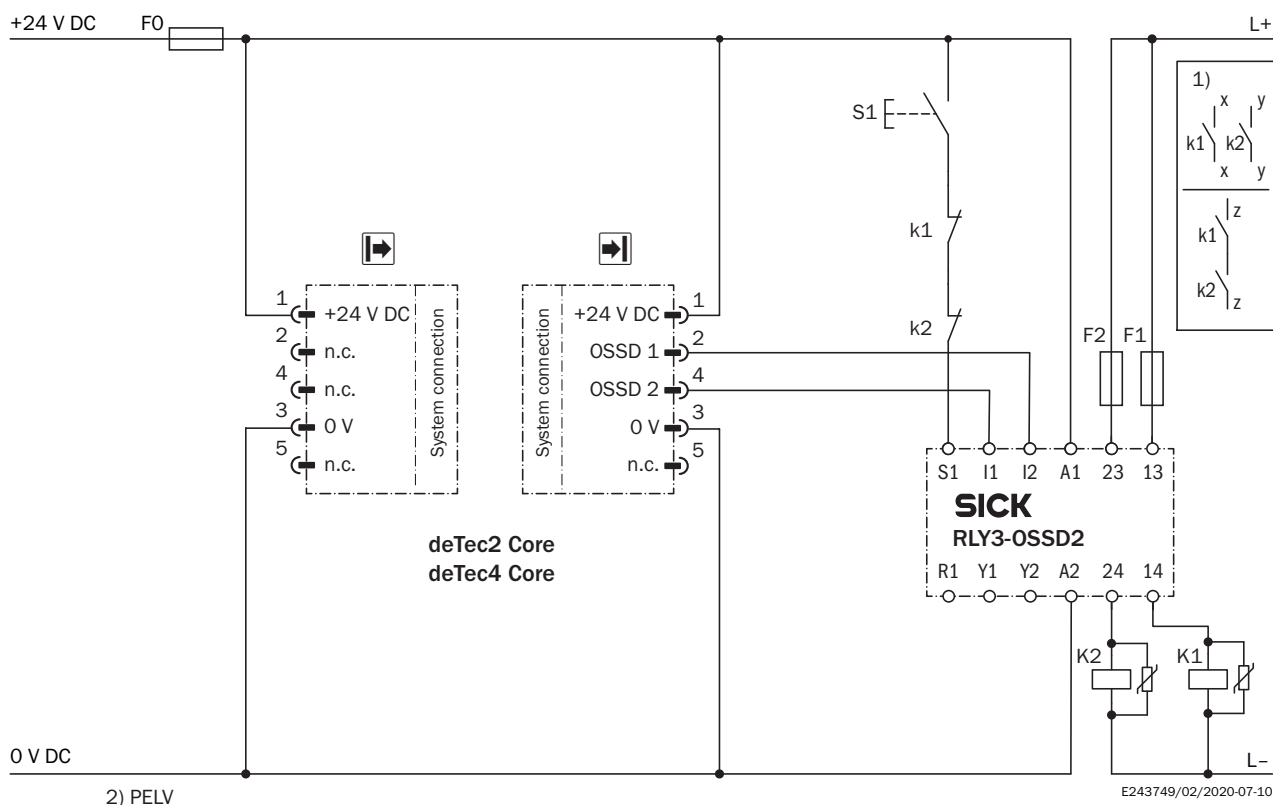 +24 V DC F0 L+
1)
x y
k1 k2
x y
z
k1
k2
z
S1
k1
k2
F2 F1
1 +24 V DC
2 n.c.
4 n.c.
3 0 V
5 n.c.
System connection
System connection
+24 V DC 1
OSSD 1 2
OSSD 2 4
0 V 3
n.c. 5
deTec2 Core
deTec4 Core
S1 I1 I2 A1 23 13
SICK
RLY3-OSSD2
R1 Y1 Y2 A2 24 14
K2 K1
0 V DC L–
2) PELV
E243749/02/2020-07-10